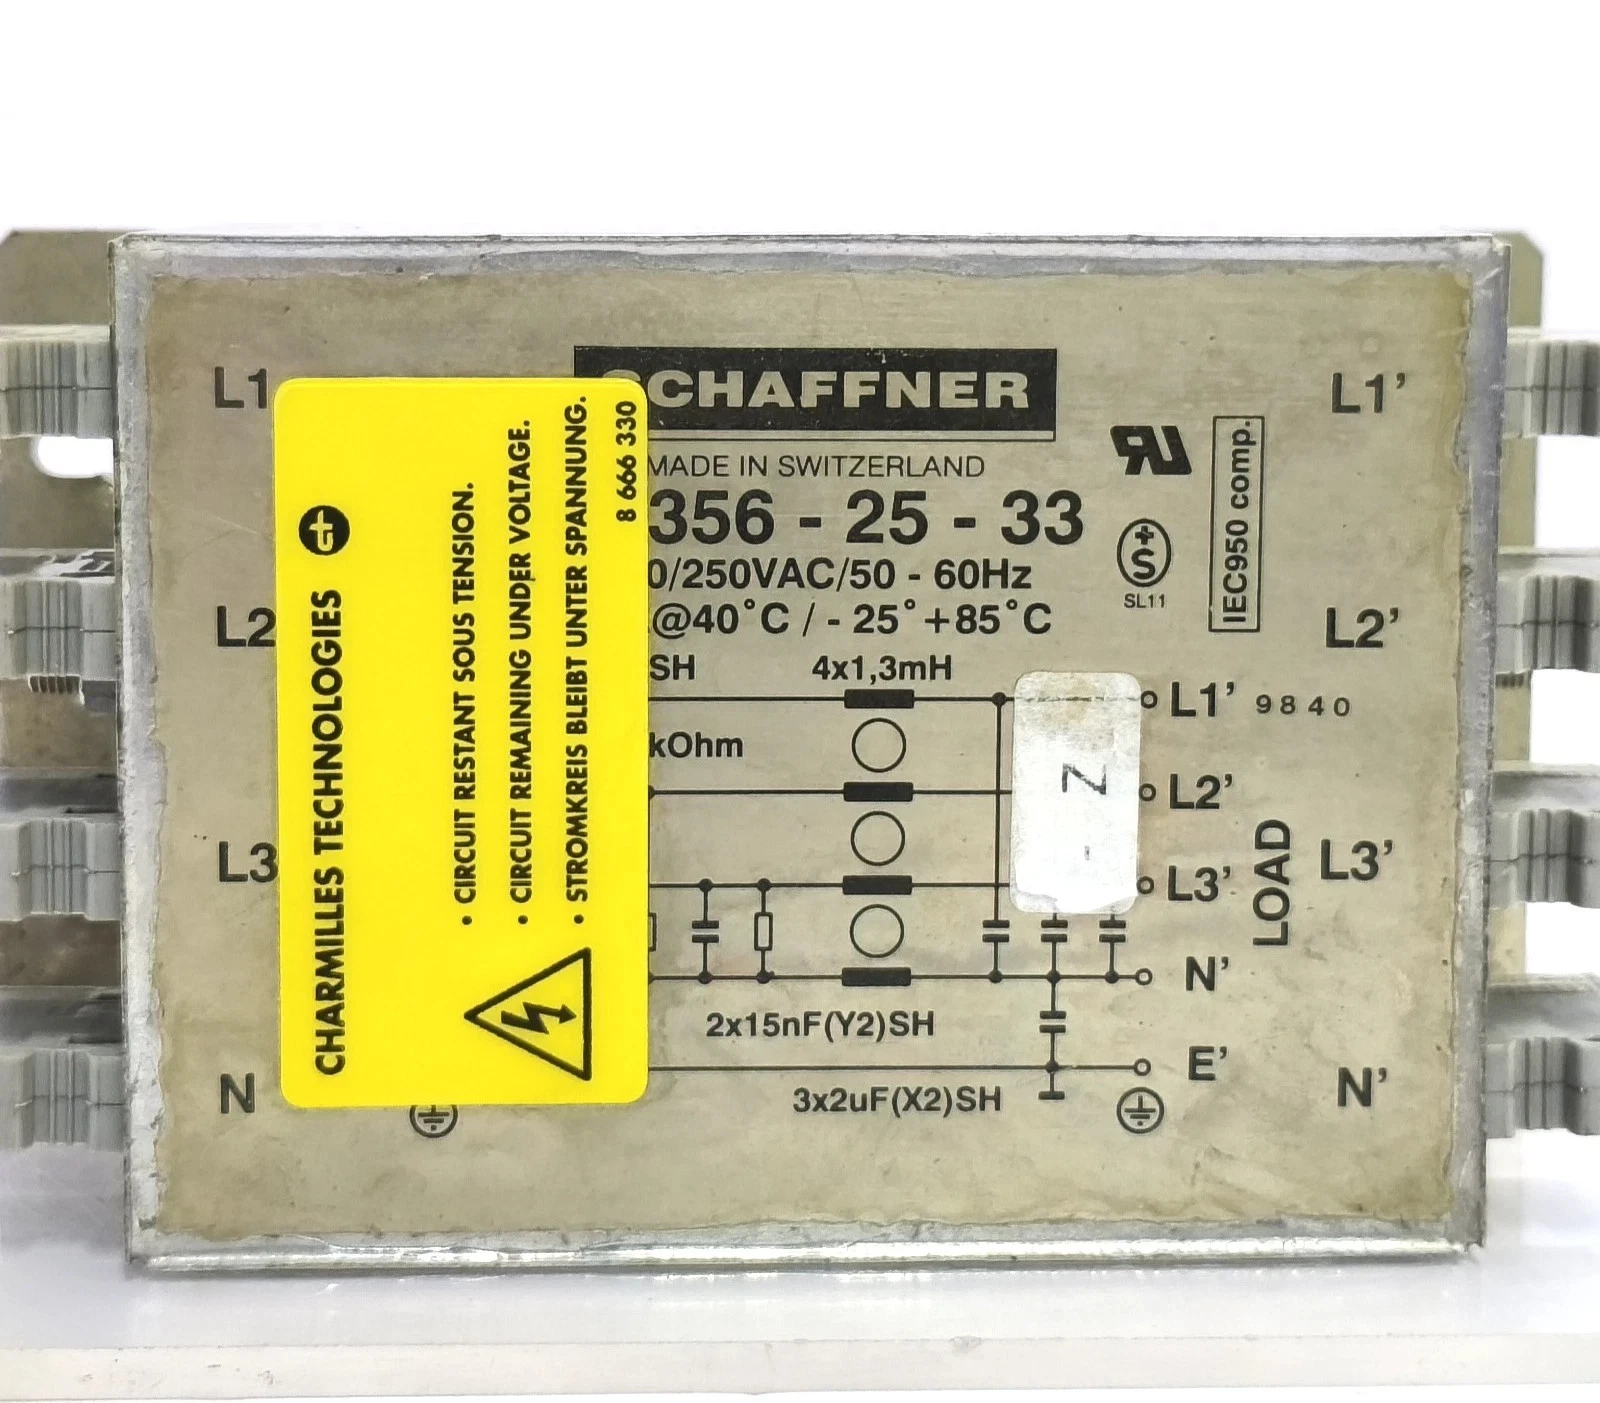 L1
SCHAFFNER
L1’
MADE IN SWITZERLAND
356 - 25 - 33
0/250VAC/50 - 60Hz
@40°C / - 25° +85°C
SL11
IEC950 comp.
L2
L2’
SH
4x1,3mH
kOhm
L1’ 9840
L2’
L3’
N’
E’
LOAD
Z -
L3
L3’
2x15nF(Y2)SH
3x2uF(X2)SH
N
N’
CHARMILLES TECHNOLOGIES
• CIRCUIT RESTANT SOUS TENSION.
• CIRCUIT REMAINING UNDER VOLTAGE.
• STROMKREIS BLEIBT UNTER SPANNUNG.
8 666 330